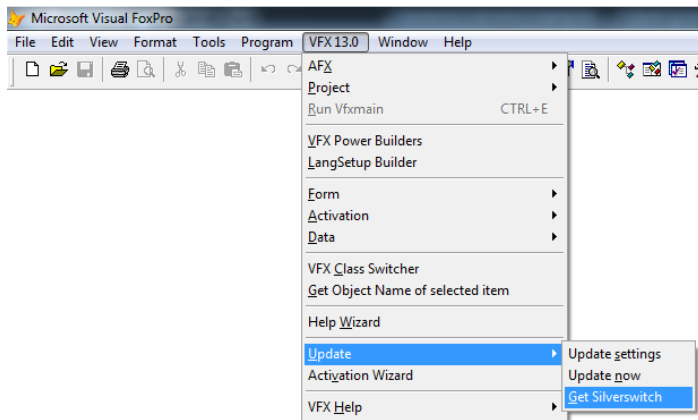 Microsoft Visual FoxPro
File Edit View Format Tools Program VFX 13.0 Window Help
AFX
Project
Run Vfxmain CTRL+E
VFX Power Builders
LangSetup Builder
Form
Activation
Data
VFX Class Switcher
Get Object Name of selected item
Help Wizard
Update
Update settings
Activation Wizard
Update now
Get Silverswitch
VFX Help